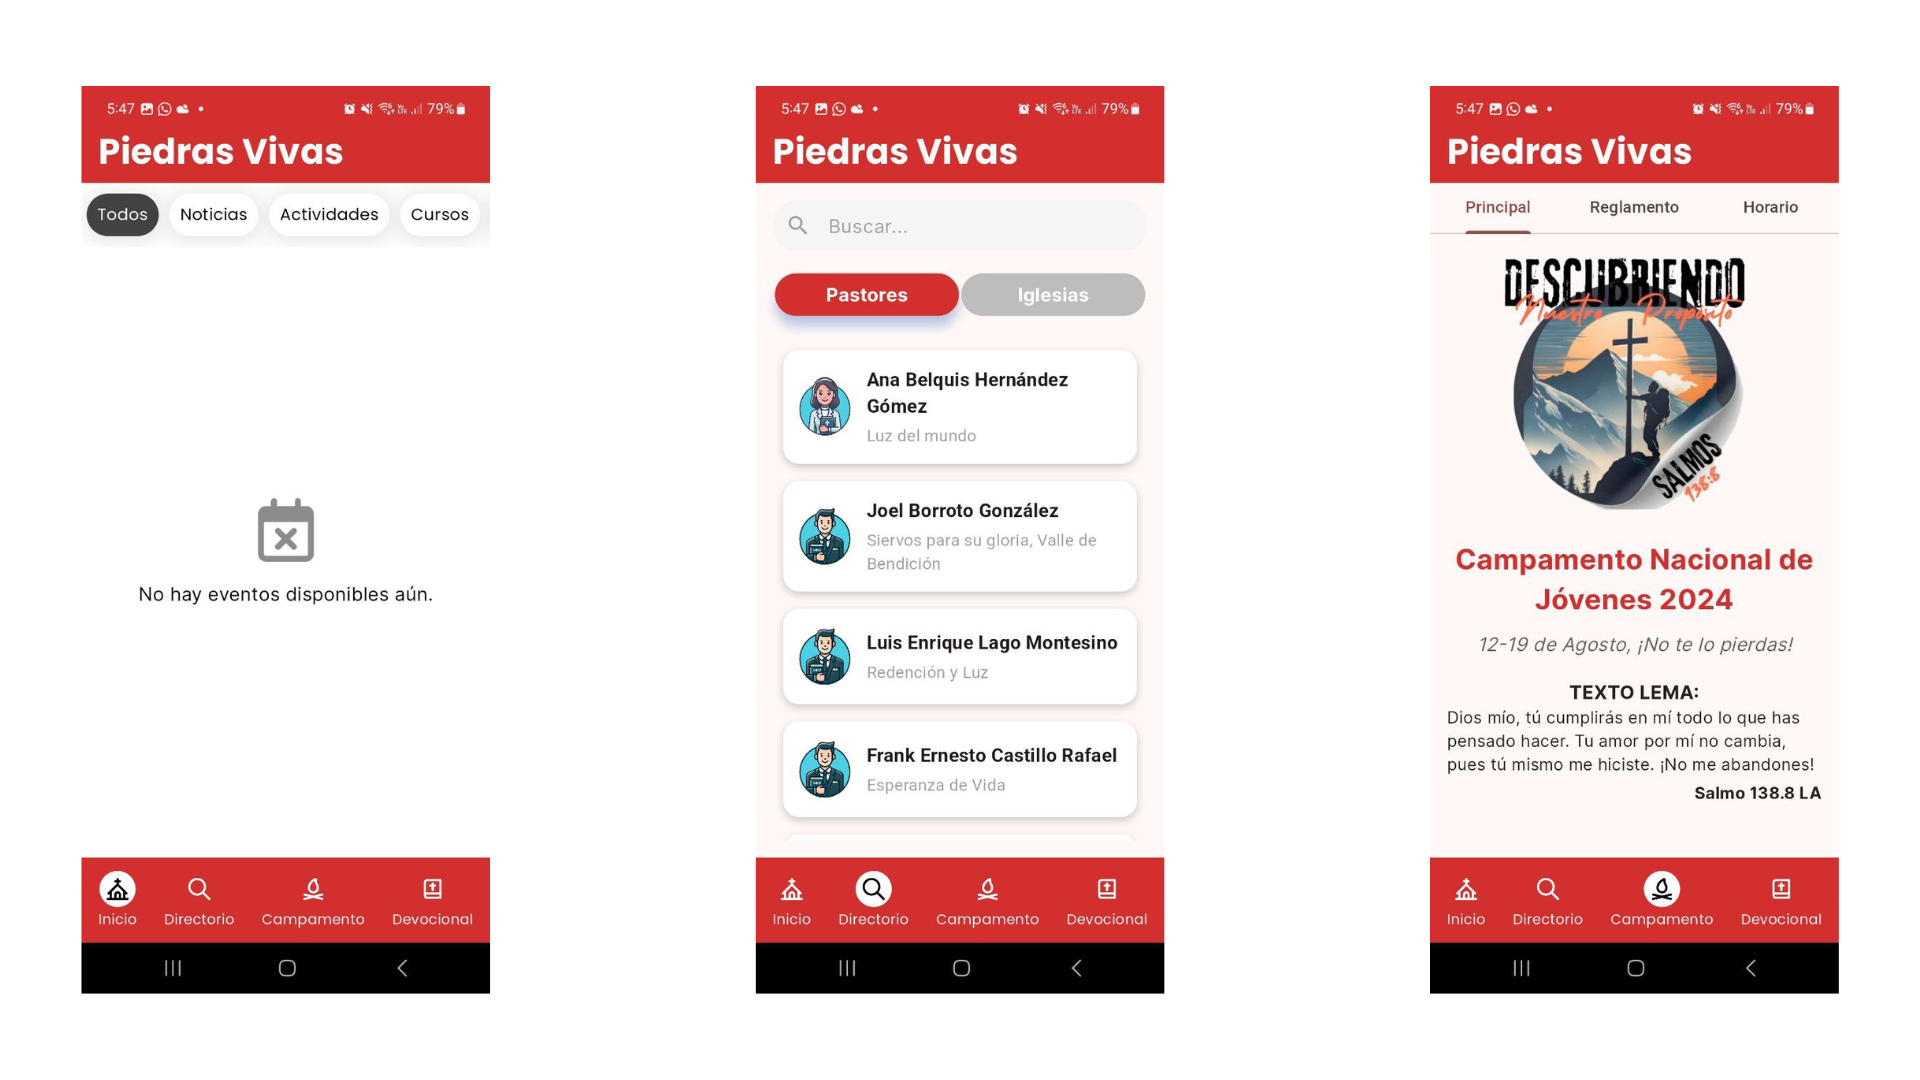 5:47
79%
Piedras Vivas
Todos
Noticias
Actividades
Cursos
No hay eventos disponibles aún.
Inicio
Directorio
Campamento
Devocional
5:47
79%
Piedras Vivas
Buscar...
Pastores
Iglesias
Ana Belquis Hernández
Gómez
Luz del mundo
Joel Borroto González
Siervos para su gloria, Valle de
Bendición
Luis Enrique Lago Montesino
Redención y Luz
Frank Ernesto Castillo Rafael
Esperanza de Vida
Inicio
Directorio
Campamento
Devocional
5:47
79%
Piedras Vivas
Principal
Reglamento
Horario
DESCUBRIENDO
Nuestro Propósito
SALMOS
138:8
Campamento Nacional de
Jóvenes 2024
12-19 de Agosto, ¡No te lo pierdas!
TEXTO LEMA:
Dios mío, tú cumplirás en mí todo lo que has
pensado hacer. Tu amor por mí no cambia,
pues tú mismo me hiciste. ¡No me abandones!
Salmo 138.8 LA
Inicio
Directorio
Campamento
Devocional